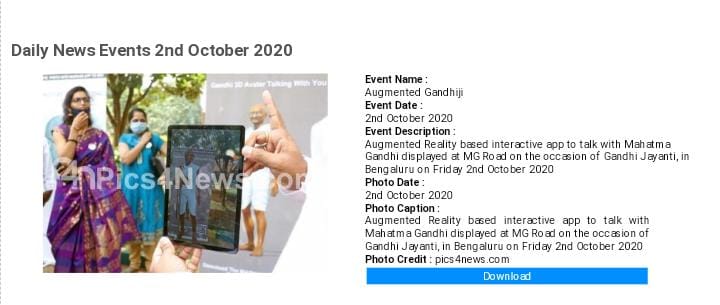 Daily News Events 2nd October 2020
Gandhi 3D Avatar Talking With You
Pics4News.com
Event Name :
Augmented Gandhiji
Event Date :
2nd October 2020
Event Description :
Augmented Reality based interactive app to talk with Mahatma
Gandhi displayed at MG Road on the occasion of Gandhi Jayanti, in
Bengaluru on Friday 2nd October 2020
Photo Date :
2nd October 2020
Photo Caption :
Augmented Reality based interactive app to talk with
Mahatma Gandhi displayed at MG Road on the occasion of
Gandhi Jayanti, in Bengaluru on Friday 2nd October 2020
Photo Credit : pics4news.com
Download